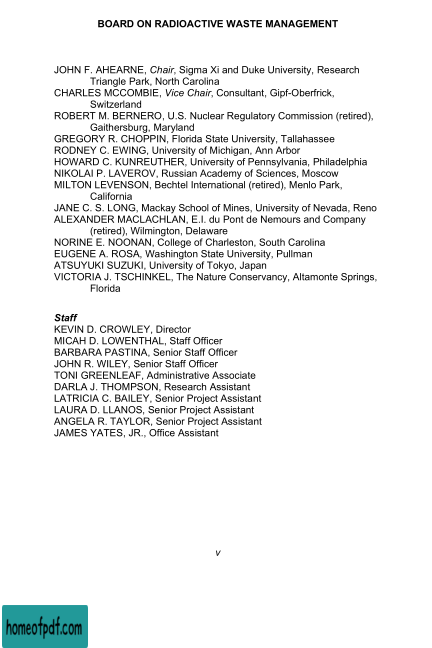 BOARD ON RADIOACTIVE WASTE MANAGEMENT
JOHN F. AHEARNE, Chair, Sigma Xi and Duke University, Research
Triangle Park, North Carolina
CHARLES MCCOMBIE, Vice Chair, Consultant, Gipf-Oberfrick,
Switzerland
ROBERT M. BERNERO, U.S. Nuclear Regulatory Commission (retired),
Gaithersburg, Maryland
GREGORY R. CHOPPIN, Florida State University, Tallahassee
RODNEY C. EWING, University of Michigan, Ann Arbor
HOWARD C. KUNREUTHER, University of Pennsylvania, Philadelphia
NIKOLAI P. LAVEROV, Russian Academy of Sciences, Moscow
MILTON LEVENSON, Bechtel International (retired), Menlo Park,
California
JANE C. S. LONG, Mackay School of Mines, University of Nevada, Reno
ALEXANDER MACLACHLAN, E.I. du Pont de Nemours and Company
(retired), Wilmington, Delaware
NORINE E. NOONAN, College of Charleston, South Carolina
EUGENE A. ROSA, Washington State University, Pullman
ATSUYUKI SUZUKI, University of Tokyo, Japan
VICTORIA J. TSCHINKEL, The Nature Conservancy, Altamonte Springs,
Florida
Staff
KEVIN D. CROWLEY, Director
MICAH D. LOWENTHAL, Staff Officer
BARBARA PASTINA, Senior Staff Officer
JOHN R. WILEY, Senior Staff Officer
TONI GREENLEAF, Administrative Associate
DARLA J. THOMPSON, Research Assistant
LATRICIA C. BAILEY, Senior Project Assistant
LAURA D. LLANOS, Senior Project Assistant
ANGELA R. TAYLOR, Senior Project Assistant
JAMES YATES, JR., Office Assistant
v
homeofpdf.com